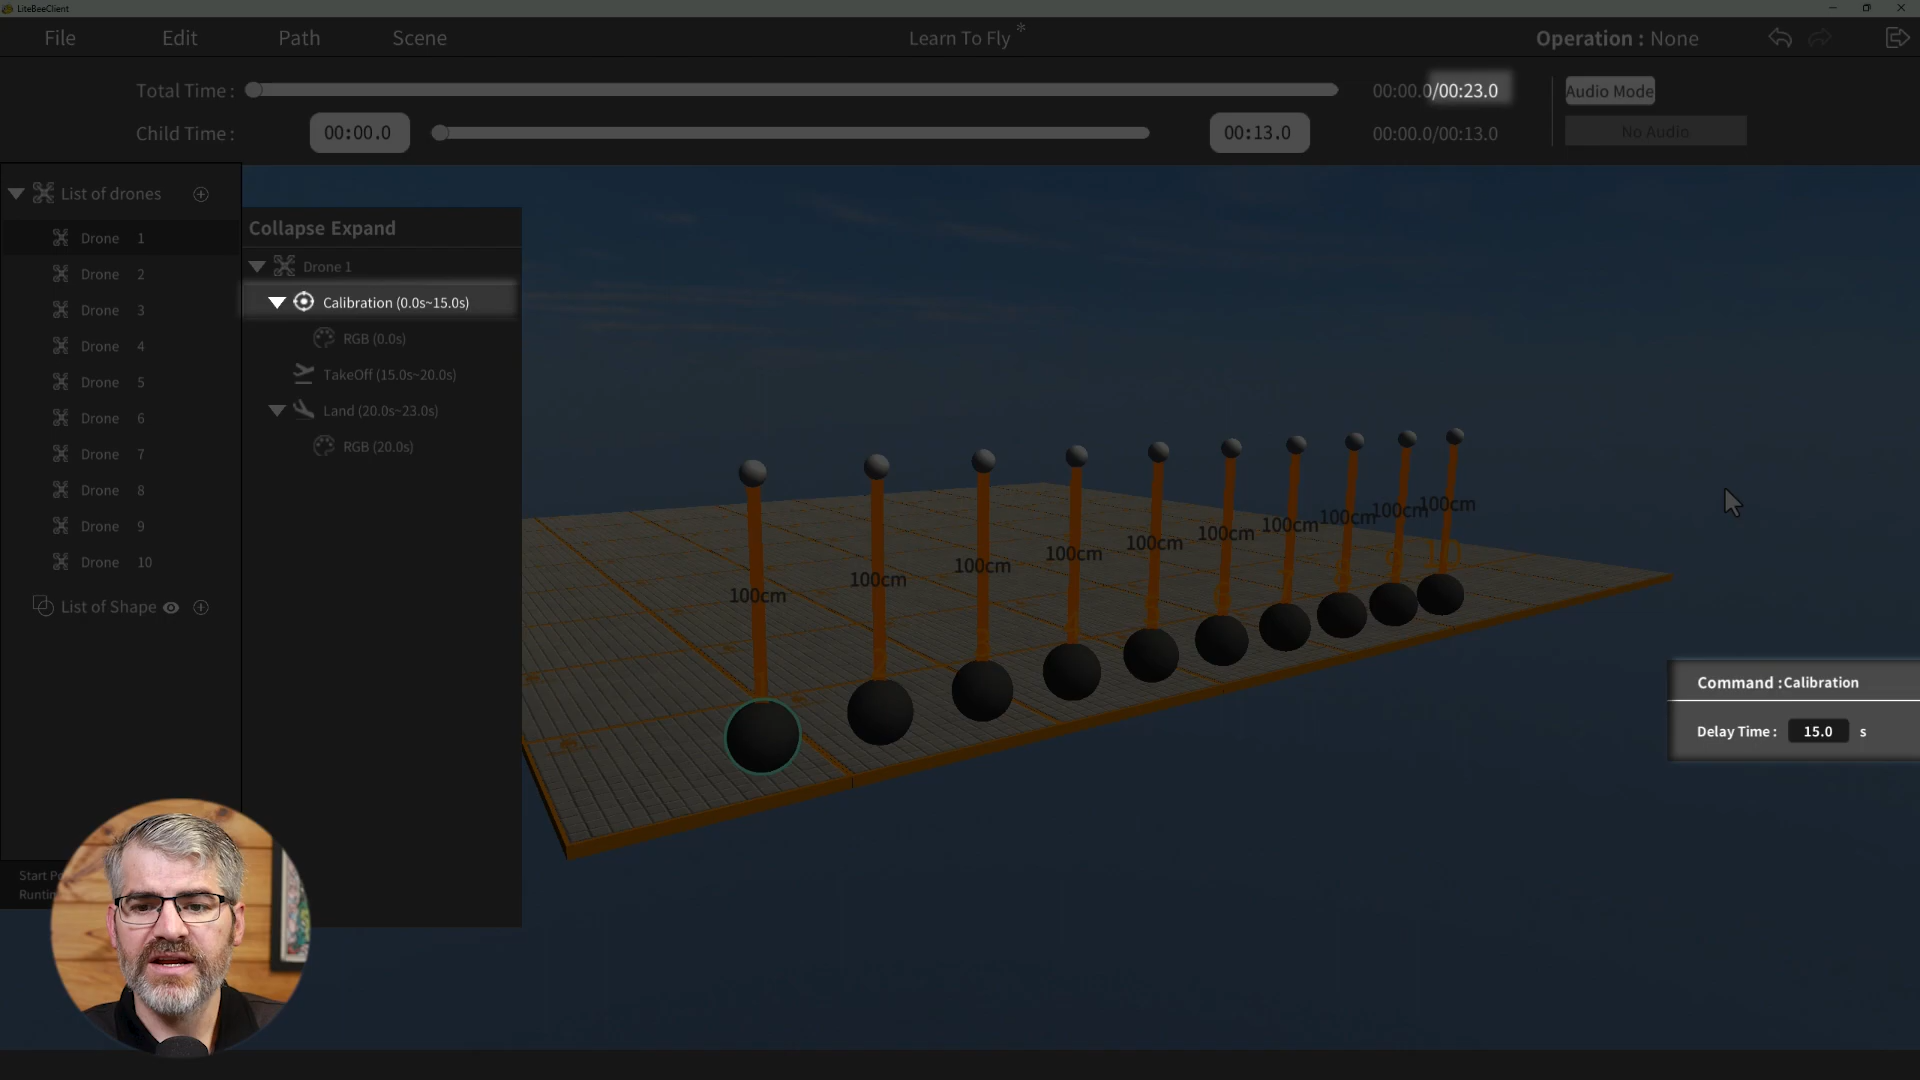 LiteBeeClient
File
Edit
Path
Scene
Learn To Fly *
Operation : None
Total Time :
00:00.0/00:23.0
Audio Mode
Child Time :
00:00.0
00:13.0
00:00.0/00:13.0
No Audio
List of drones
Drone 1
Drone 2
Drone 3
Drone 4
Drone 5
Drone 6
Drone 7
Drone 8
Drone 9
Drone 10
List of Shape
Collapse Expand
Drone 1
Calibration (0.0s~15.0s)
RGB (0.0s)
TakeOff (15.0s~20.0s)
Land (20.0s~23.0s)
RGB (20.0s)
100cm
100cm
100cm
100cm
100cm
100cm
100cm
100cm
100cm
100cm
Command :Calibration
Delay Time : 15.0 s
Start